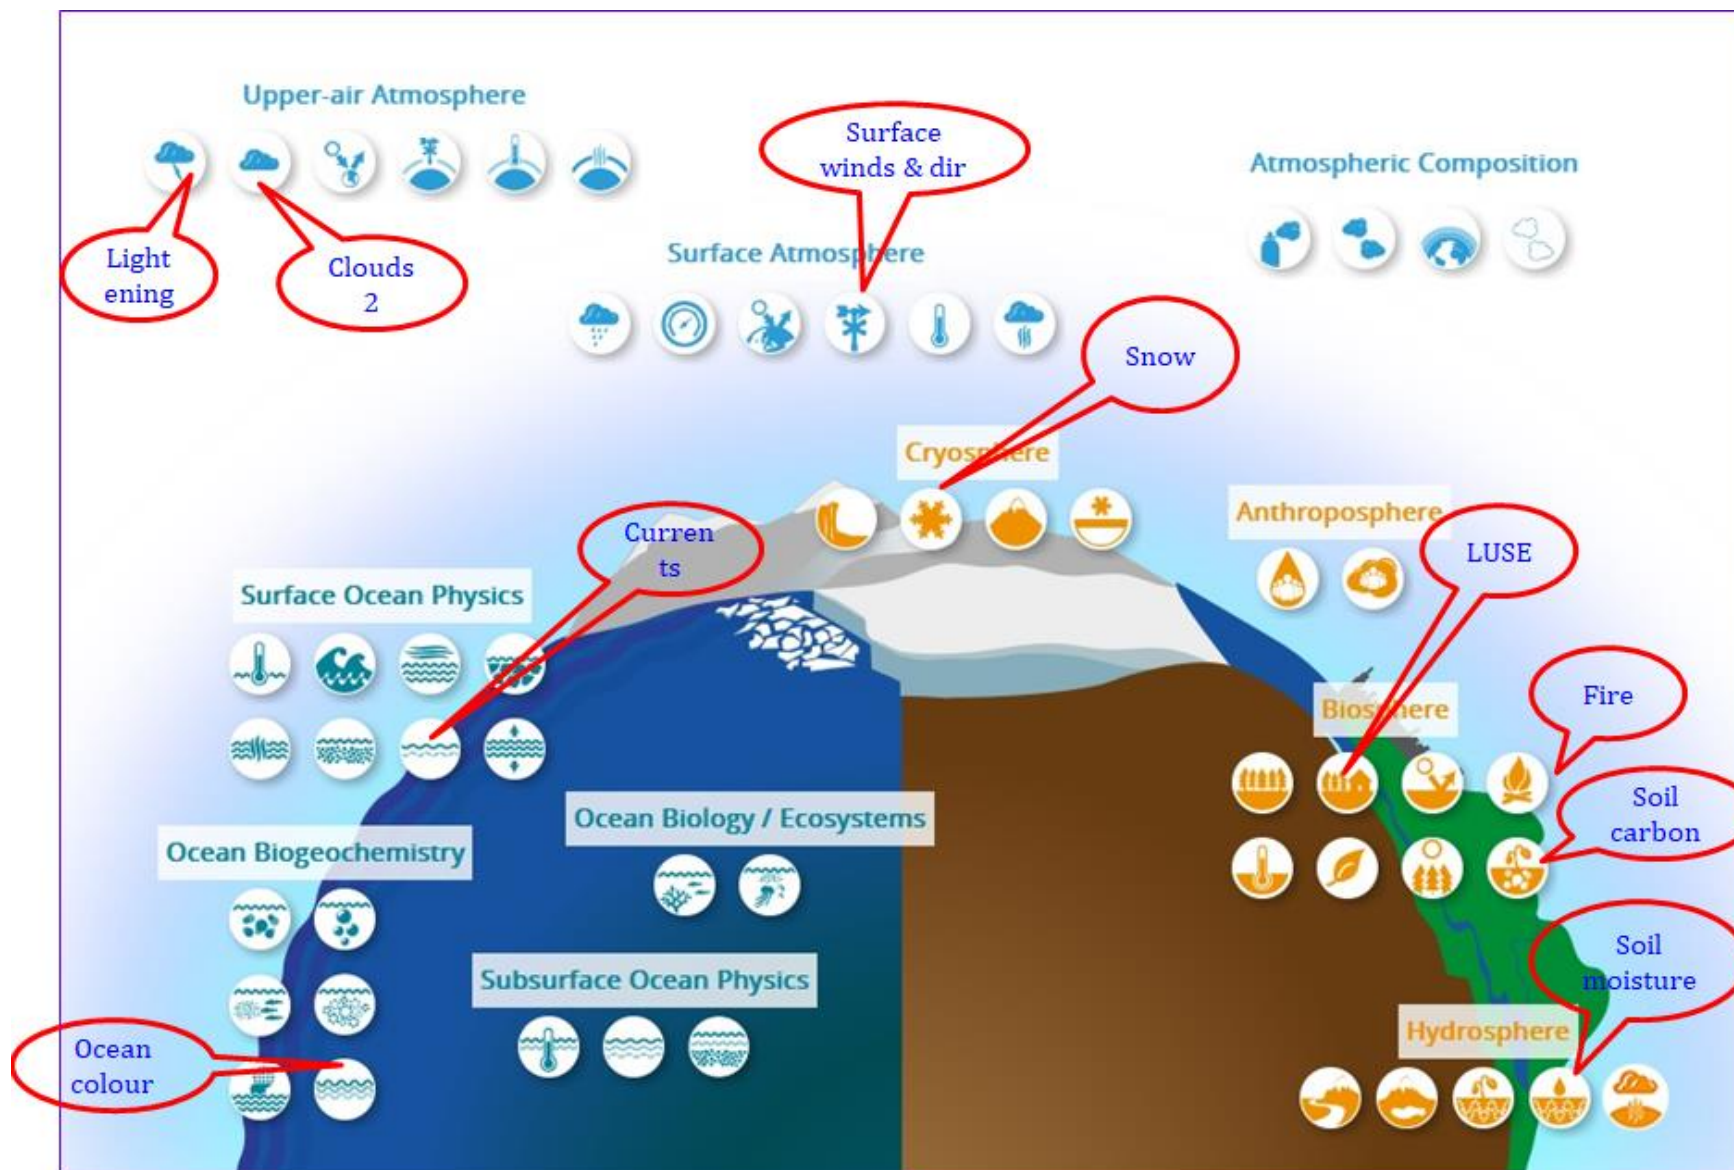 Upper-air Atmosphere
Surface
winds & dir
Atmospheric Composition
Light
ening
Clouds
2
Surface Atmosphere
Snow
Cryosphere
Anthroposphere
Curren
ts
LUSE
Surface Ocean Physics
Fire
Biosphere
Soil
carbon
Ocean Biology / Ecosystems
Ocean Biogeochemistry
Soil
moisture
Subsurface Ocean Physics
Hydrosphere
Ocean
colour